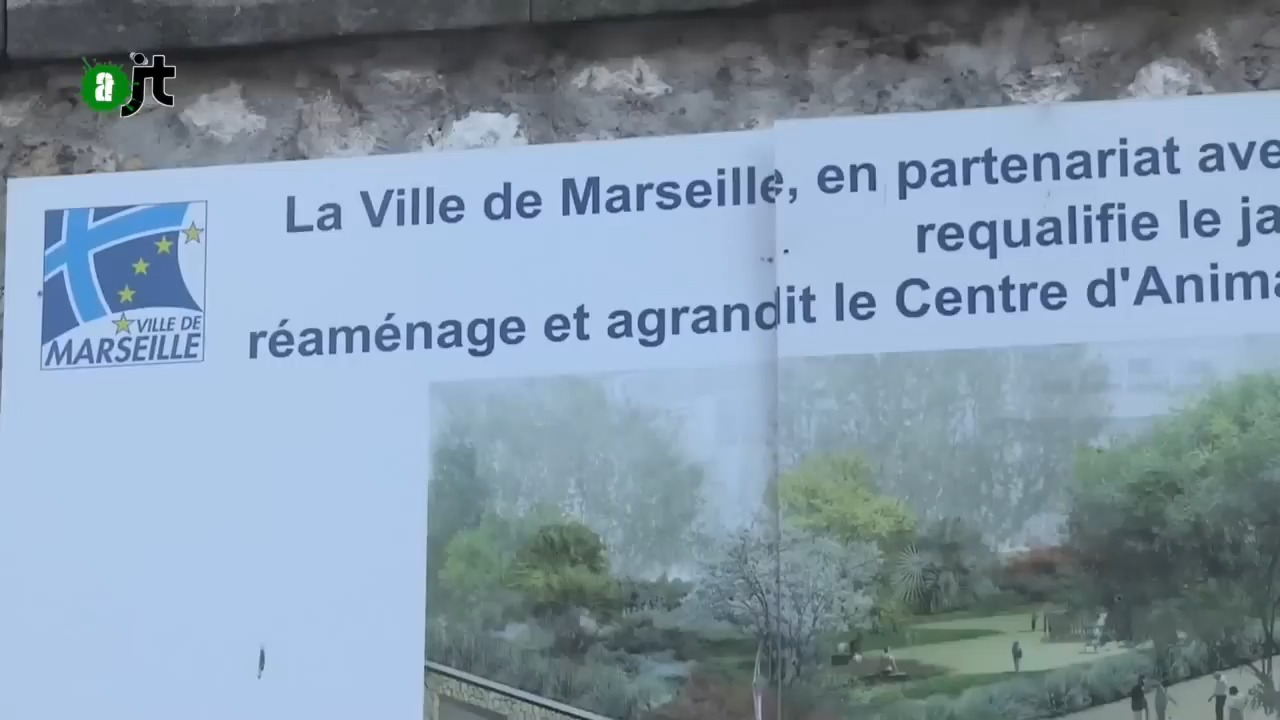 ajt
La Ville de Marseille, en partenariat ave
requalifie le ja
réaménage et agrandit le Centre d'Anima
VILLE DE
MARSEILLE